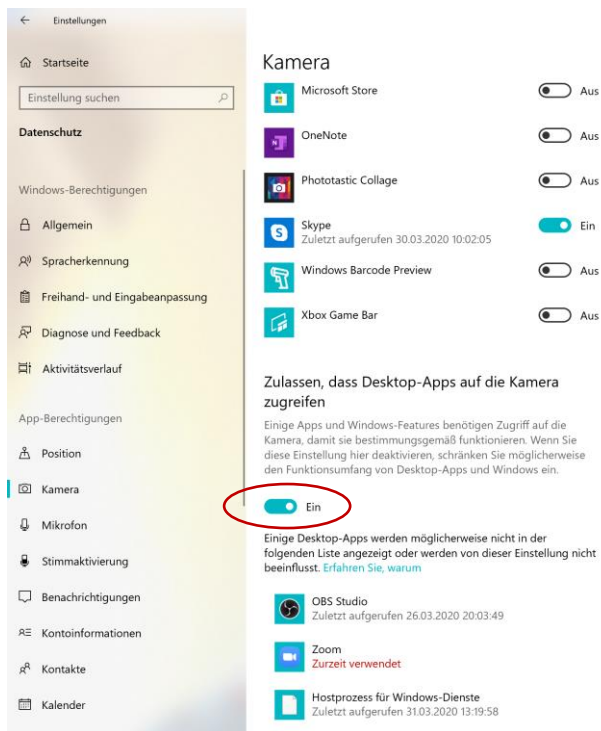 Einstellungen
Startseite
Einstellung suchen
Datenschutz
Windows-Berechtigungen
Allgemein
Spracherkennung
Freihand- und Eingabeanpassung
Diagnose und Feedback
Aktivitätsverlauf
App-Berechtigungen
Position
Kamera
Mikrofon
Stimmaktivierung
Benachrichtigungen
Kontoinformationen
Kontakte
Kalender
Kamera
Microsoft Store Aus
OneNote Aus
Phototastic Collage Aus
Skype Ein
Zuletzt aufgerufen 30.03.2020 10:02:05
Windows Barcode Preview Aus
Xbox Game Bar Aus
Zulassen, dass Desktop-Apps auf die Kamera
zugreifen
Einige Apps und Windows-Features benötigen Zugriff auf die
Kamera, damit sie bestimmungsgemäß funktionieren. Wenn Sie
diese Einstellung hier deaktivieren, schränken Sie möglicherweise
den Funktionsumfang von Desktop-Apps und Windows ein.
Ein
Einige Desktop-Apps werden möglicherweise nicht in der
folgenden Liste angezeigt oder werden von dieser Einstellung nicht
beeinflusst. Erfahren Sie, warum
OBS Studio
Zuletzt aufgerufen 26.03.2020 20:03:49
Zoom
Zurzeit verwendet
Hostprozess für Windows-Dienste
Zuletzt aufgerufen 31.03.2020 13:19:58